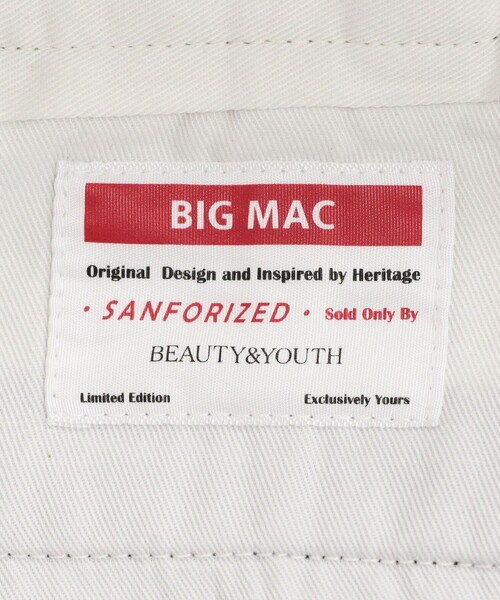 BIG MAC
Original Design and Inspired by Heritage
• SANFORIZED • Sold Only By
BEAUTY&YOUTH
Limited Edition Exclusively Yours